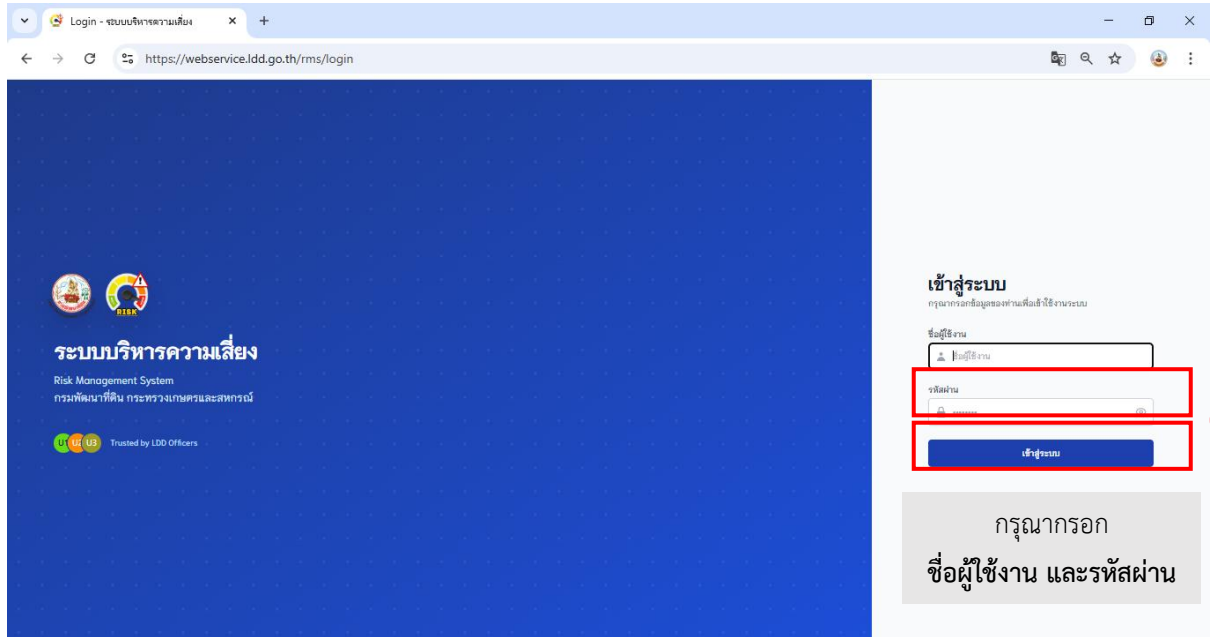 Login - ระบบบริหารความเสี่ยง
https://webservice.ldd.go.th/rms/login
RISK
ระบบบริหารความเสี่ยง
Risk Management System
กรมพัฒนาที่ดิน กระทรวงเกษตรและสหกรณ์
U1 U2 U3 Trusted by LDD Officers
เข้าสู่ระบบ
กรุณากรอกข้อมูลของท่านเพื่อเข้าใช้งานระบบ
ชื่อผู้ใช้งาน
ชื่อผู้ใช้งาน
รหัสผ่าน
เข้าสู่ระบบ
กรุณากรอก
ชื่อผู้ใช้งาน และรหัสผ่าน